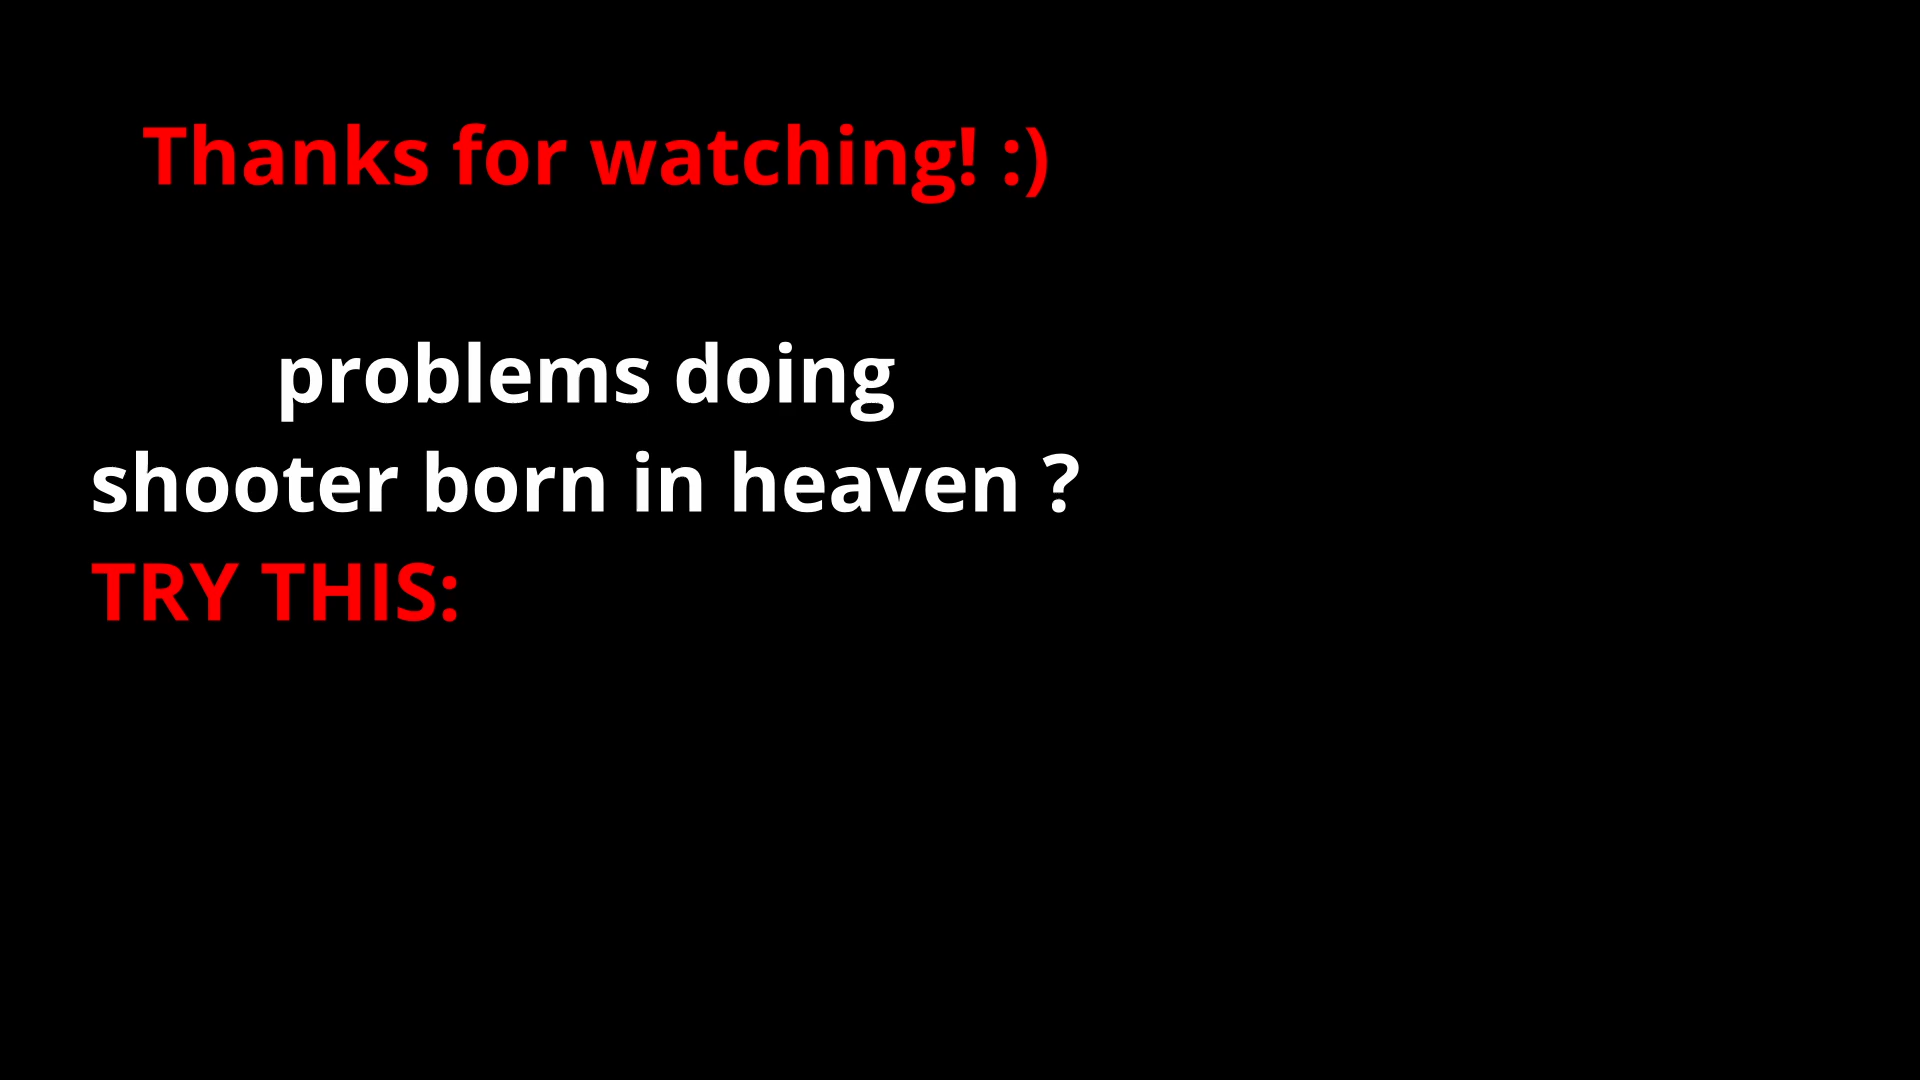 Thanks for watching! :)
problems doing
shooter born in heaven ?
TRY THIS: